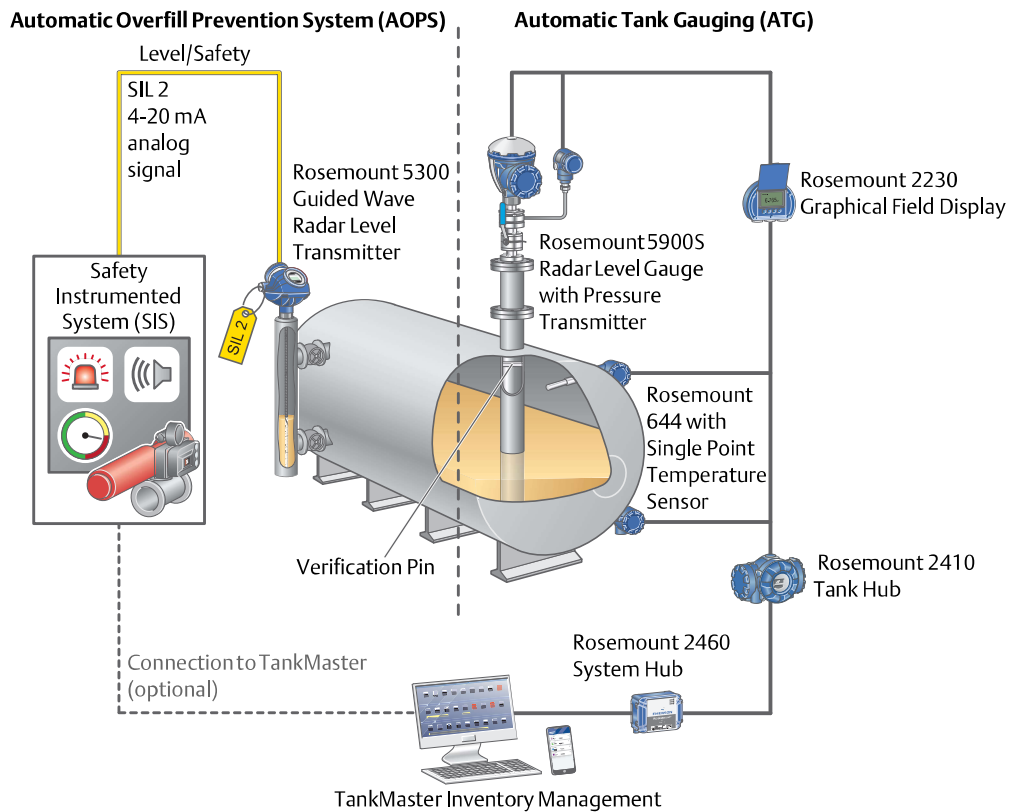 Automatic Overfill Prevention System (AOPS)
Automatic Tank Gauging (ATG)
Level/Safety
SIL 2
4-20 mA
analog
signal
Rosemount 5300
Guided Wave
Radar Level
Transmitter
Rosemount 2230
Graphical Field Display
Rosemount 5900S
Radar Level Gauge
with Pressure
Transmitter
Safety
Instrumented
System (SIS)
SIL 2
Rosemount
644 with
Single Point
Temperature
Sensor
Verification Pin
Rosemount 2410
Tank Hub
Rosemount 2460
System Hub
Connection to TankMaster
(optional)
TankMaster Inventory Management